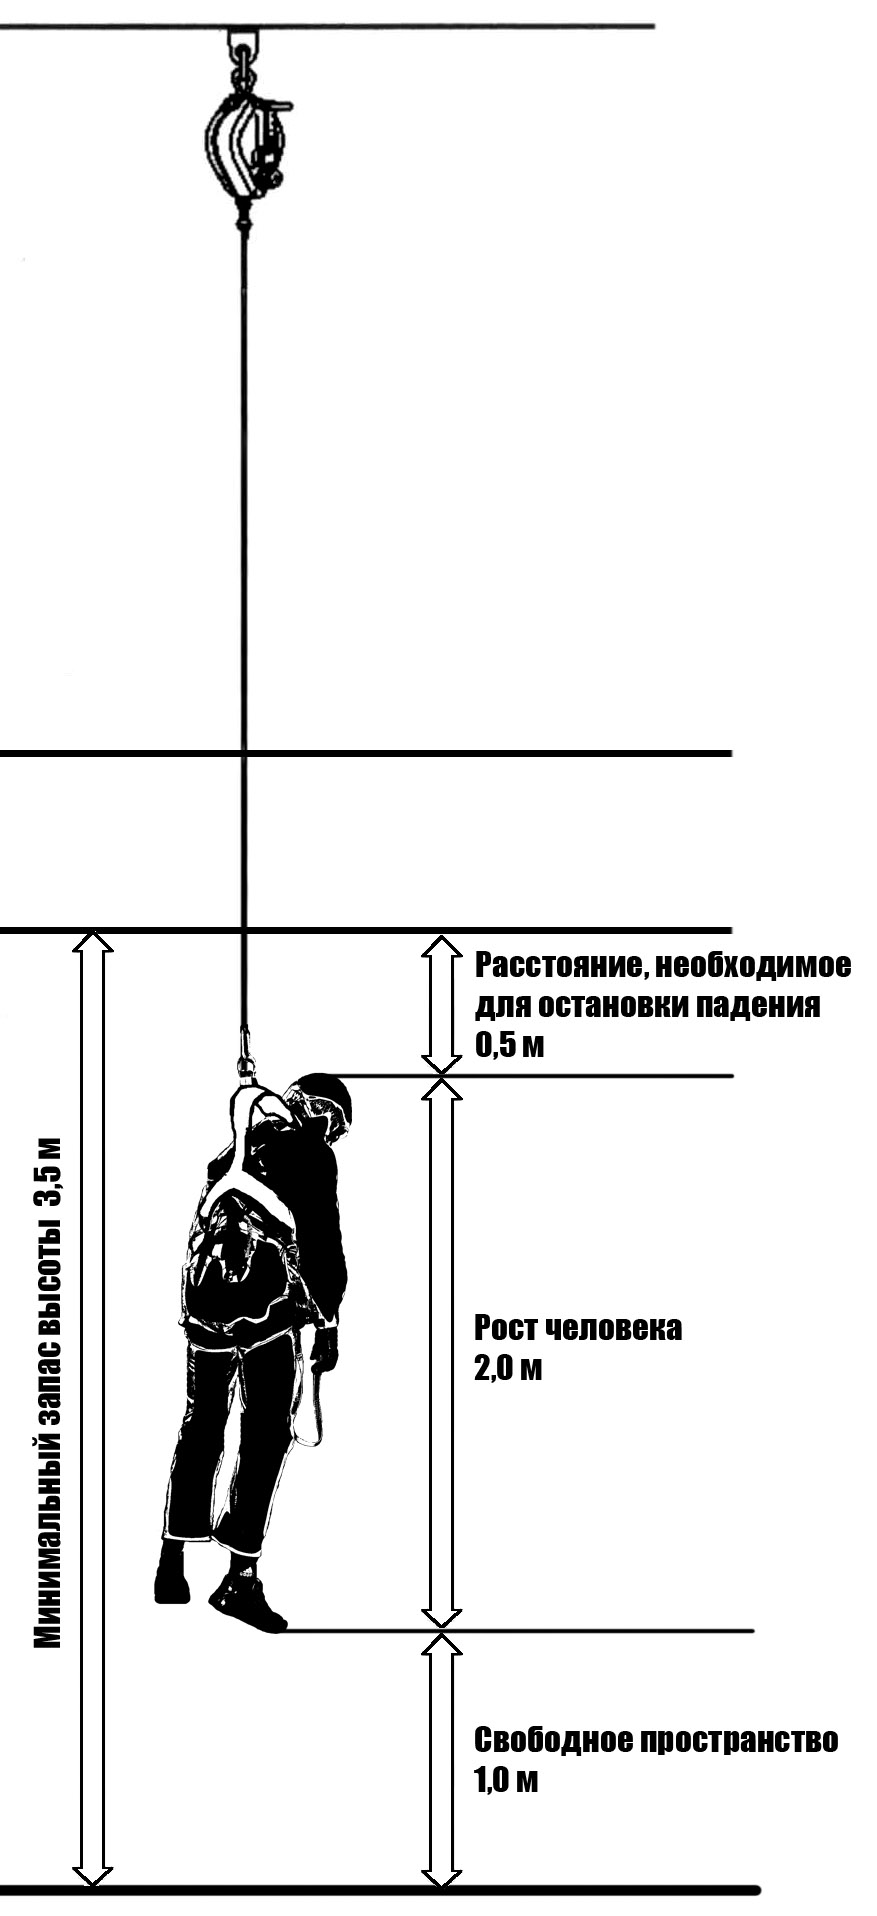 Расстояние, необходимое
для остановки падения
0,5 м
Минимальный запас высоты 3,5 м
Рост человека
2,0 м
Свободное пространство
1,0 м